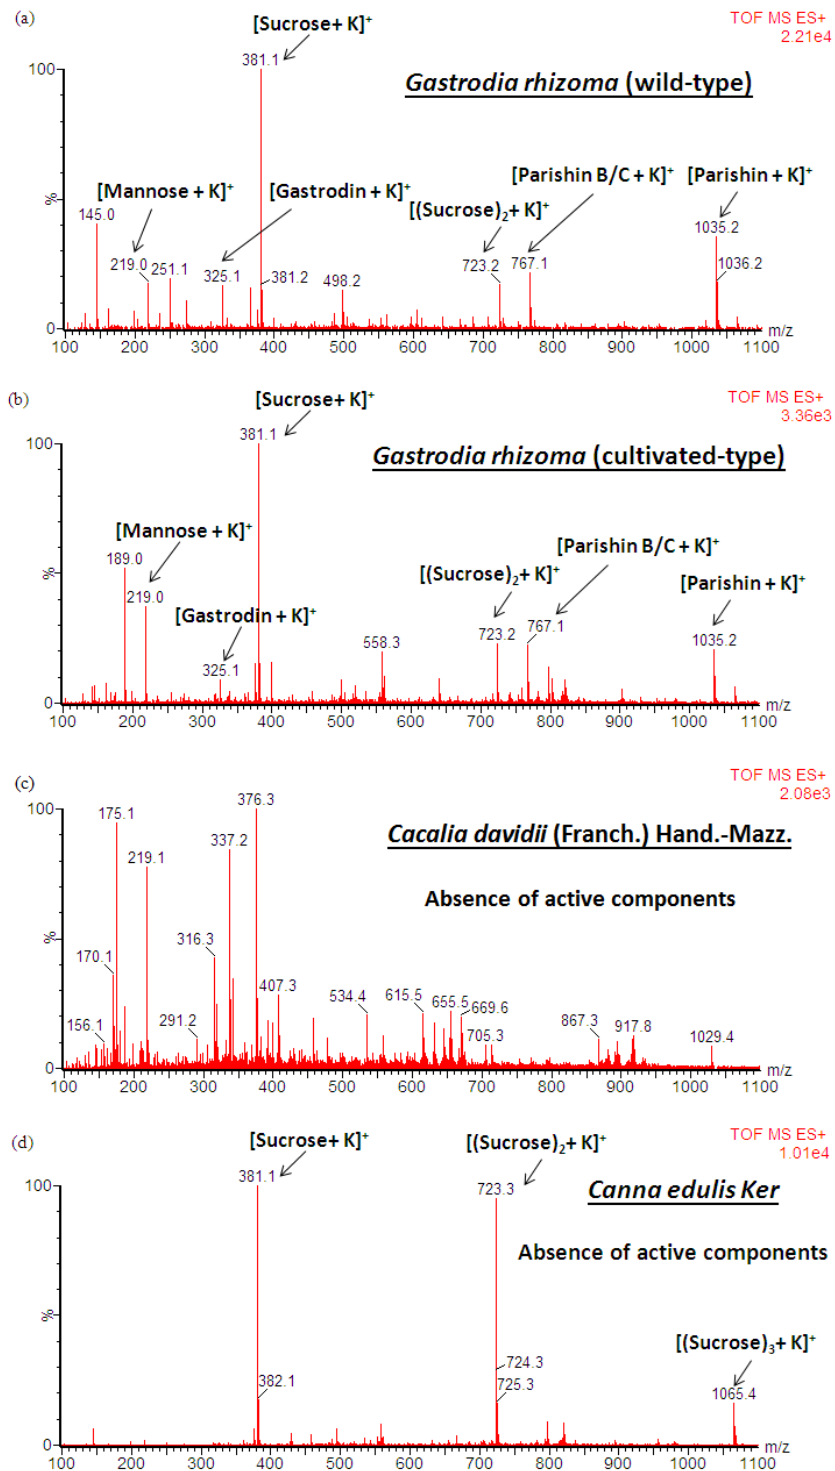 (a)
TOF MS ES+
2.21e4
[Sucrose+ K]⁺
381.1
100
Gastrodia rhizoma (wild-type)
[Mannose + K]⁺
[Gastrodin + K]⁺
[Parishin B/C + K]⁺
[Parishin + K]⁺
[(Sucrose)₂+ K]⁺
%
145.0
219.0
251.1
325.1
381.2
498.2
723.2
767.1
1035.2
1036.2
0
m/z
100 200 300 400 500 600 700 800 900 1000 1100
(b)
TOF MS ES+
3.36e3
[Sucrose+ K]⁺
381.1
100
Gastrodia rhizoma (cultivated-type)
[Mannose + K]⁺
[Gastrodin + K]⁺
[(Sucrose)₂+ K]⁺
[Parishin B/C + K]⁺
[Parishin + K]⁺
%
189.0
219.0
325.1
558.3
723.2
767.1
1035.2
0
m/z
100 200 300 400 500 600 700 800 900 1000 1100
(c)
TOF MS ES+
2.08e3
100
175.1
376.3
Cacalia davidii (Franch.) Hand.-Mazz.
219.1
337.2
Absence of active components
%
170.1
316.3
156.1
291.2
407.3
534.4
615.5
655.5
669.6
705.3
867.3
917.8
1029.4
0
m/z
100 200 300 400 500 600 700 800 900 1000 1100
(d)
TOF MS ES+
1.01e4
[Sucrose+ K]⁺
[(Sucrose)₂+ K]⁺
381.1
723.3
100
Canna edulis Ker
Absence of active components
%
[(Sucrose)₃+ K]⁺
382.1
724.3
725.3
1065.4
0
m/z
100 200 300 400 500 600 700 800 900 1000 1100